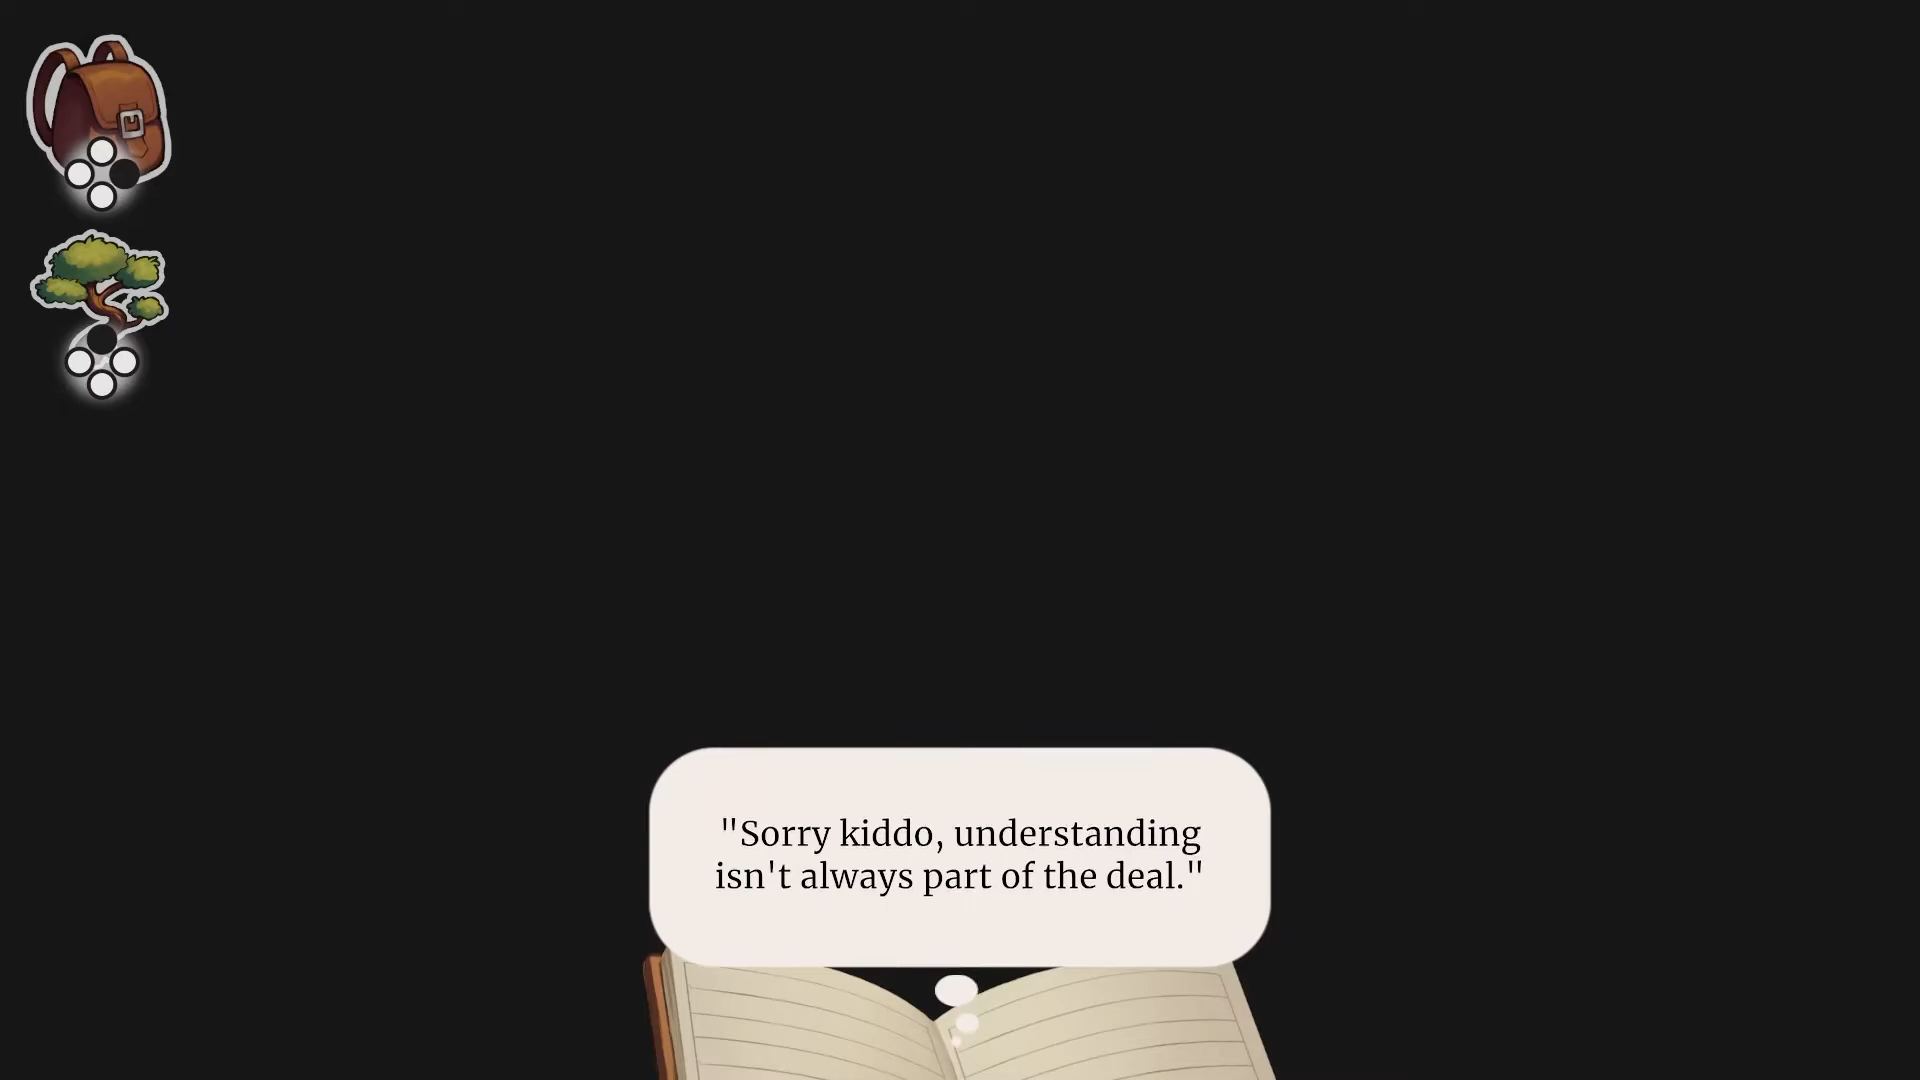 "Sorry kiddo, understanding
isn't always part of the deal."